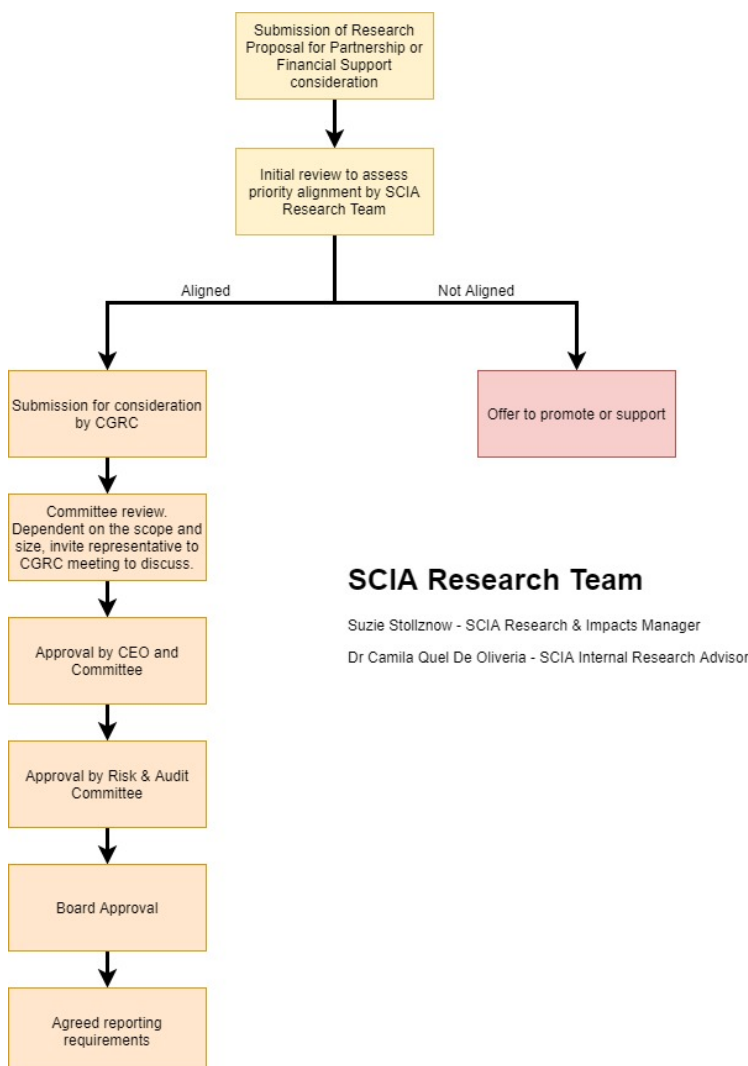 Submission of Research
Proposal for Partnership or
Financial Support
consideration
Initial review to assess
priority alignment by SCIA
Research Team
Aligned
Not Aligned
Submission for consideration
by CGRC
Offer to promote or support
Committee review.
Dependent on the scope and
size, invite representative to
CGRC meeting to discuss.
SCIA Research Team
Suzie Stollznow - SCIA Research & Impacts Manager
Dr Camila Quel De Oliveria - SCIA Internal Research Advisor
Approval by CEO and
Committee
Approval by Risk & Audit
Committee
Board Approval
Agreed reporting
requirements